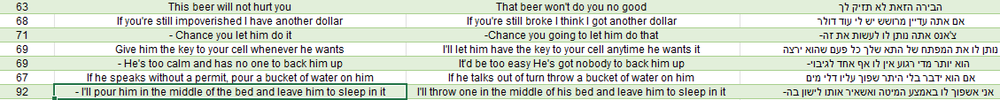 63 This beer will not hurt you That beer won't do you no good הבירה הזאת לא תזיק לך
68 If you're still impoverished I have another dollar If you're still broke I think I got another dollar אם אתה עדיין מרושש יש לי עוד דולר
71 - Chance you let him do it -Chance you going to let him do that צ'אנס אתה נותן לו לעשות את זה-
69 Give him the key to your cell whenever he wants I'll let him have the key to your cell anytime he wants it נותן לו את המפתח של התא שלך כל פעם שהוא ירצה
69 - He's too calm and has no one to back him up It'd be too easy He's got nobody to back him up הוא יותר מדי רגוע אין לו אף אחד לגיבוי-
67 If he speaks without a permit, pour a bucket of water on him If he talks out of turn throw a bucket of water on him אם הוא ידבר בלי היתר שפוך עליו דלי מים
92 - I'll pour him in the middle of the bed and leave him to sleep in it I'll throw one in the middle of his bed and leave him to sleep in it אני אשפוך לו באמצע המיטה ואשאיר אותו לישון בה-